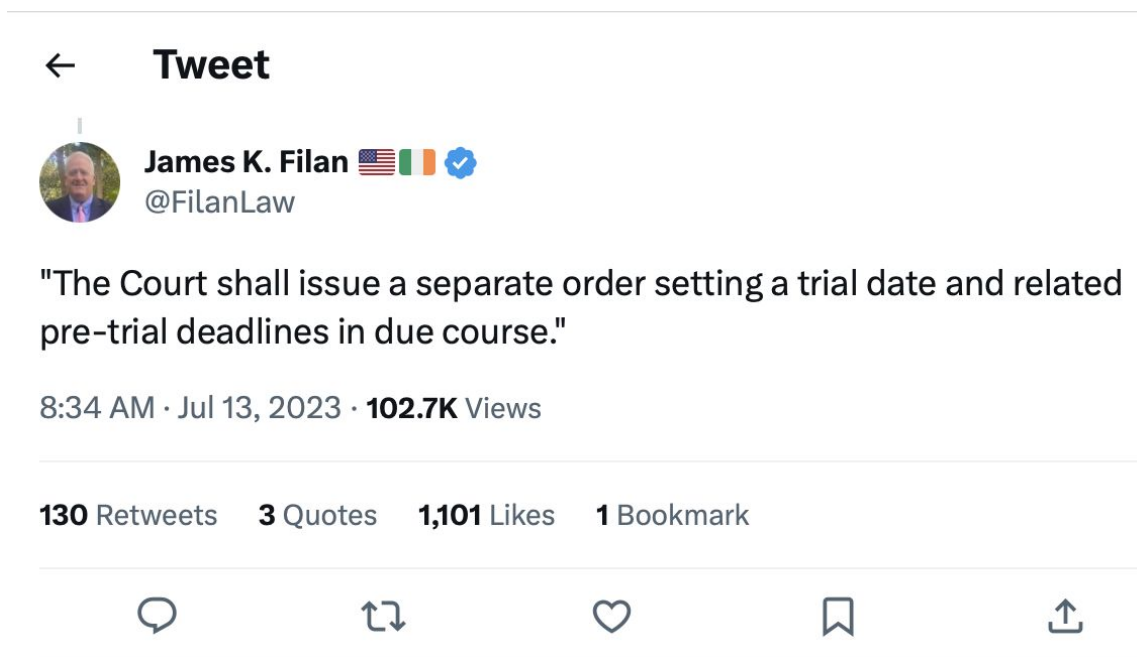 Tweet
James K. Filan 🇺🇸🇮🇪
@FilanLaw
"The Court shall issue a separate order setting a trial date and related
pre-trial deadlines in due course."
8:34 AM · Jul 13, 2023 · 102.7K Views
130 Retweets 3 Quotes 1,101 Likes 1 Bookmark